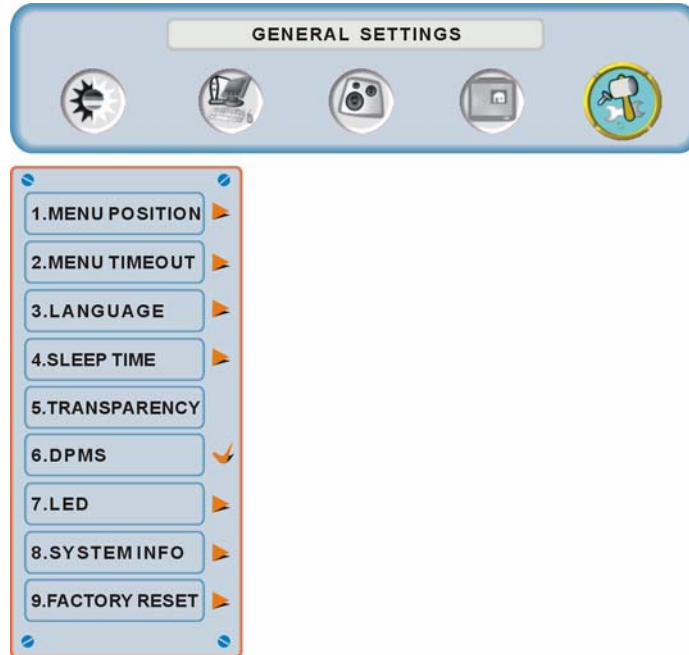 GENERAL SETTINGS
1.MENU POSITION
2.MENU TIMEOUT
3.LANGUAGE
4.SLEEP TIME
5.TRANSPARENCY
6.DPMS
7.LED
8.SYSTEM INFO
9.FACTORY RESET